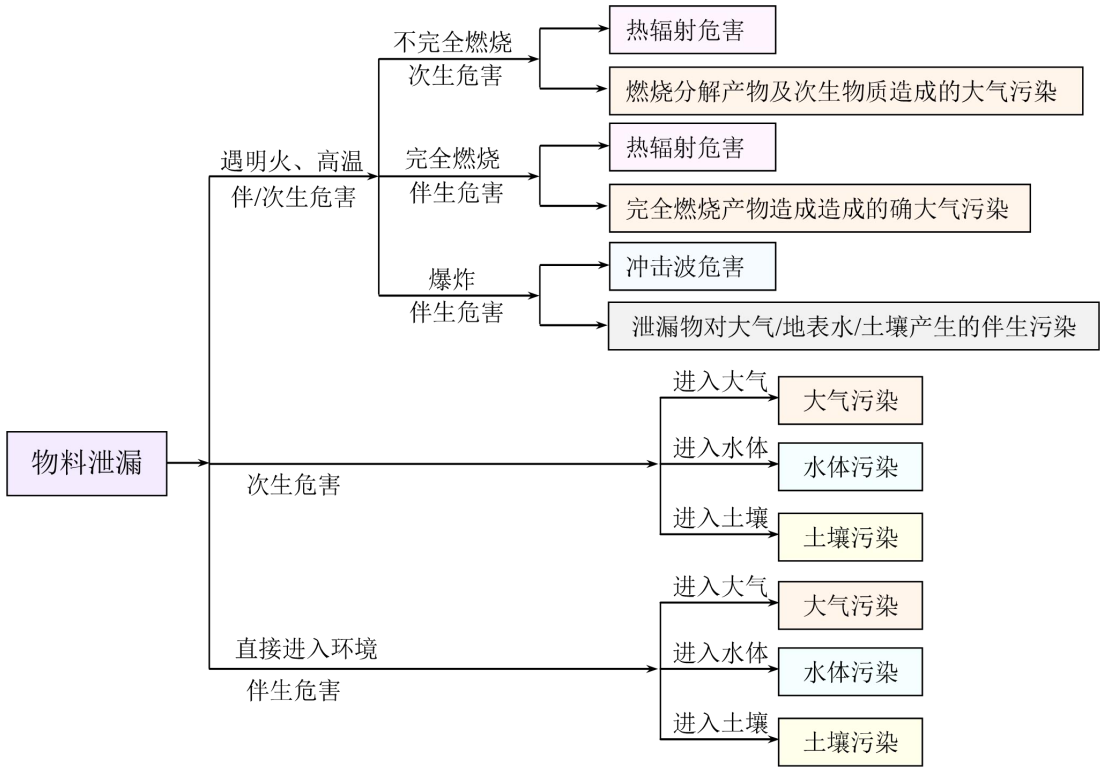 不完全燃烧
次生危害
热辐射危害
燃烧分解产物及次生物质造成的大气污染
遇明火、高温
伴/次生危害
完全燃烧
伴生危害
热辐射危害
完全燃烧产物造成造成的确大气污染
爆炸
伴生危害
冲击波危害
泄漏物对大气/地表水/土壤产生的伴生污染
物料泄漏
次生危害
进入大气
大气污染
进入水体
水体污染
进入土壤
土壤污染
直接进入环境
伴生危害
进入大气
大气污染
进入水体
水体污染
进入土壤
土壤污染